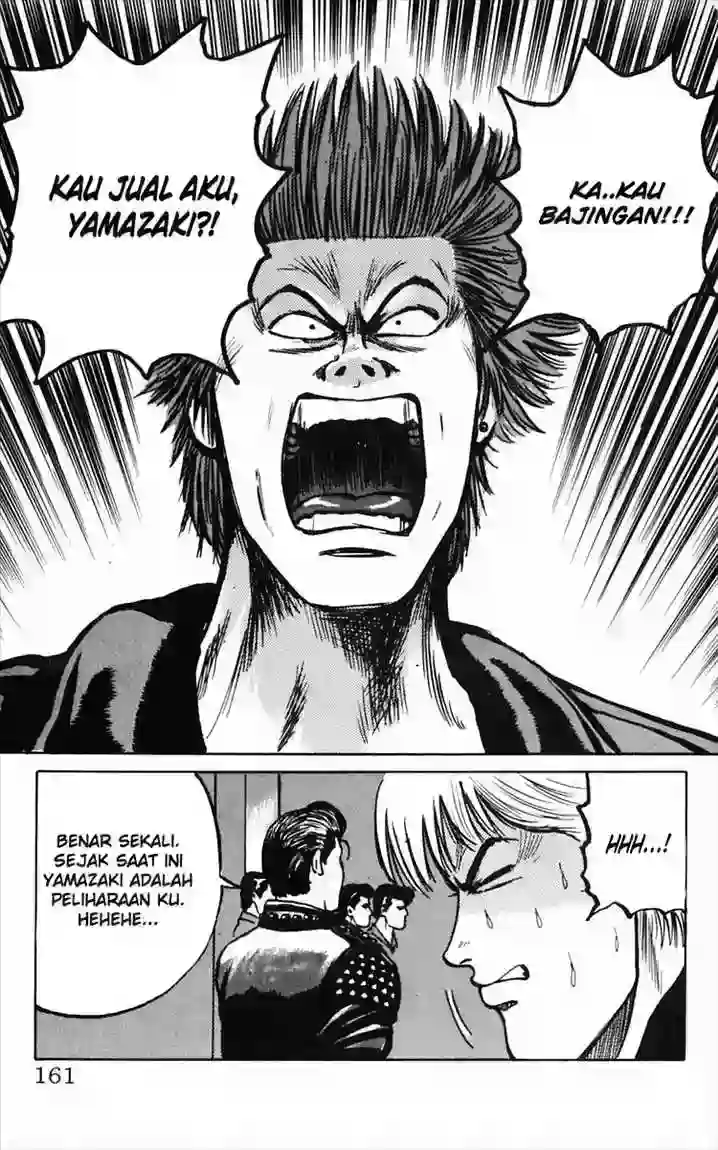 KA..KAU
BAJINGAN!!!
KAU JUAL AKU,
YAMAZAKI?!
HHH...!
BENAR SEKALI.
SEJAK SAAT INI
YAMAZAKI ADALAH
PELIHARAAN KU.
HEHEHE...
161